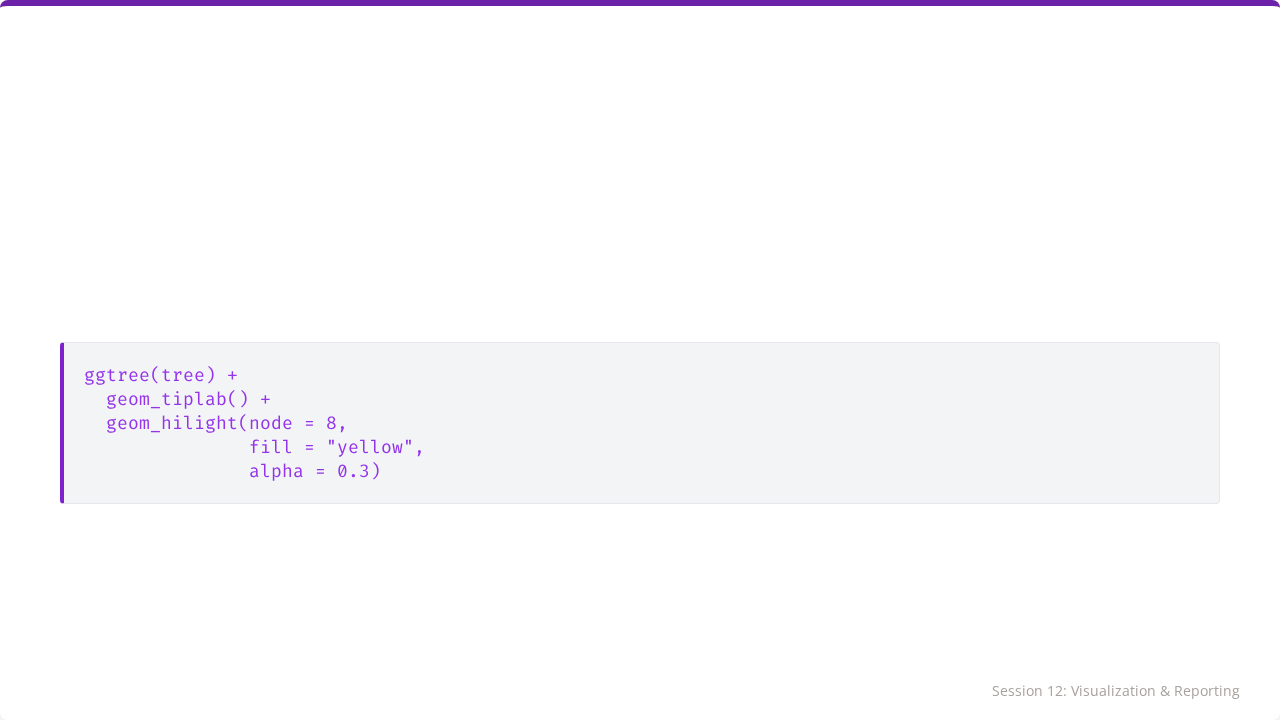 ggtree(tree) +
  geom_tiplab() +
  geom_hilight(node = 8,
               fill = "yellow",
               alpha = 0.3)
Session 12: Visualization & Reporting